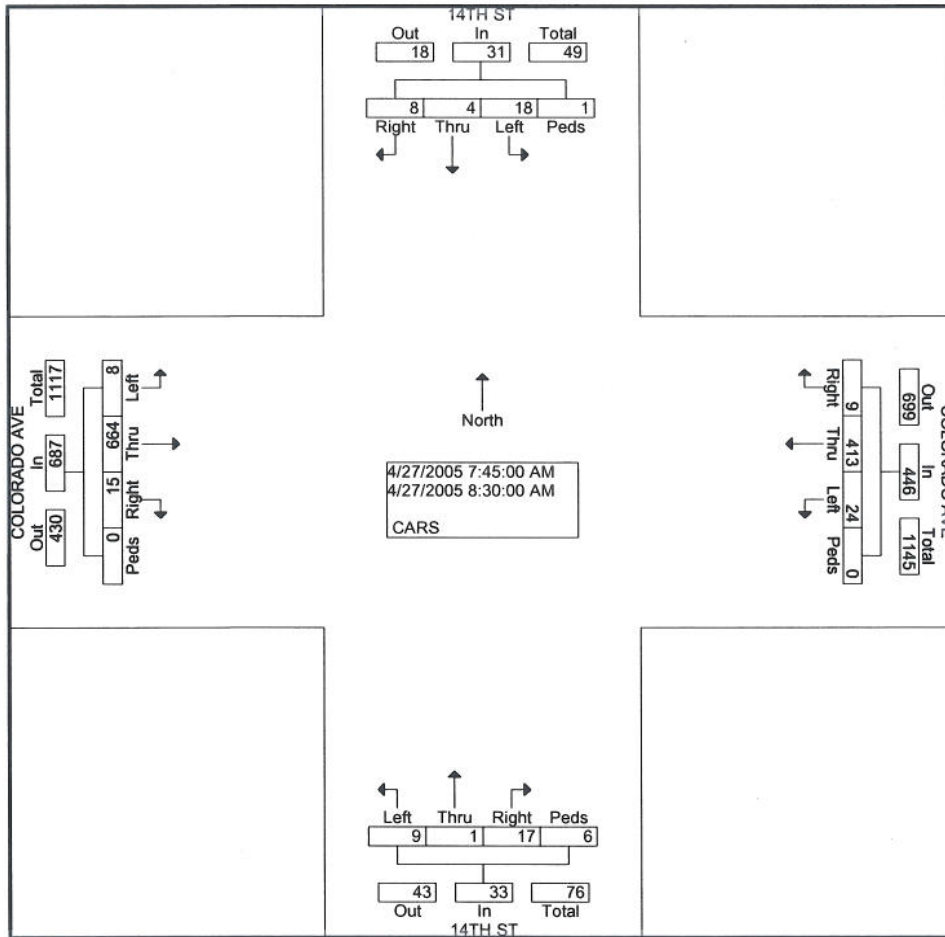 14TH ST
Out In Total
18 31 49
8 4 18 1
Right Thru Left Peds
COLORADO AVE
Total In Out
1117 687 430
8 664 15 0
Left Thru Right Peds
North
4/27/2005 7:45:00 AM
4/27/2005 8:30:00 AM
CARS
Right Thru Left Peds
9 413 24 0
Out In Total
699 446 1145
COLORADO AVE
Left Thru Right Peds
9 1 17 6
43 33 76
Out In Total
14TH ST